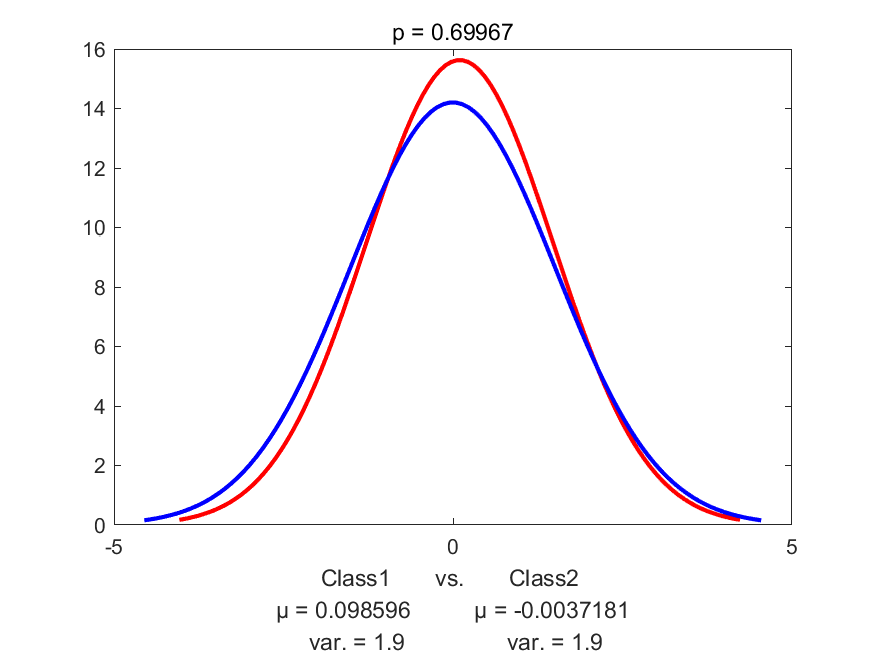 p = 0.69967
16
14
12
10
8
6
4
2
0
-5 0 5
Class1 vs. Class2
μ = 0.098596 μ = -0.0037181
var. = 1.9 var. = 1.9